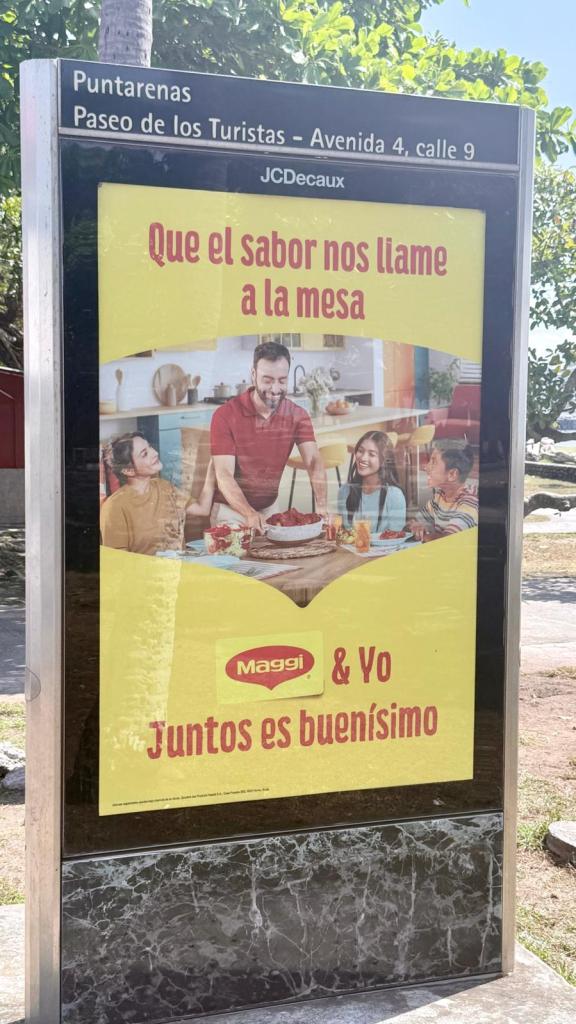 Puntarenas
Paseo de los Turistas – Avenida 4, calle 9
JCDecaux
Que el sabor nos llame
a la mesa
Maggi & Yo
Juntos es buenísimo